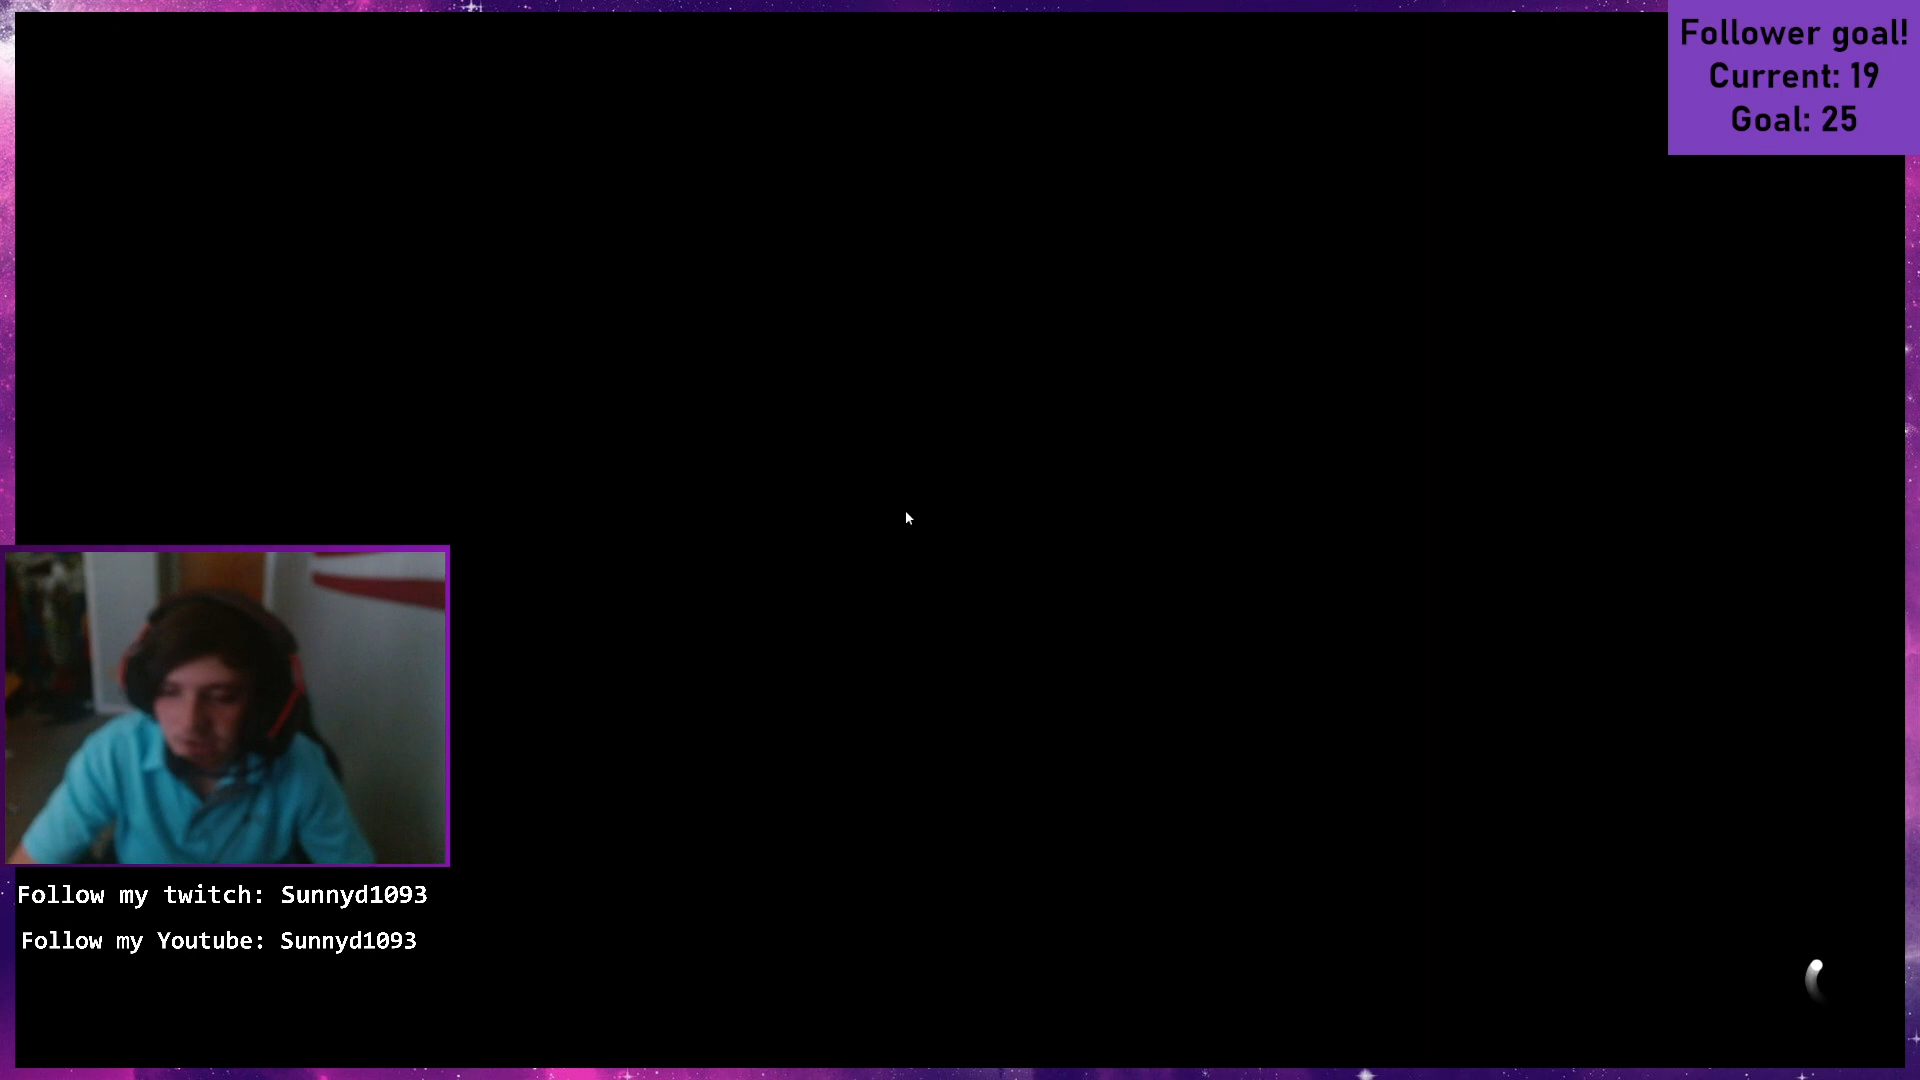 Follower goal!
Current: 19
Goal: 25
Follow my twitch: Sunnyd1093
Follow my Youtube: Sunnyd1093